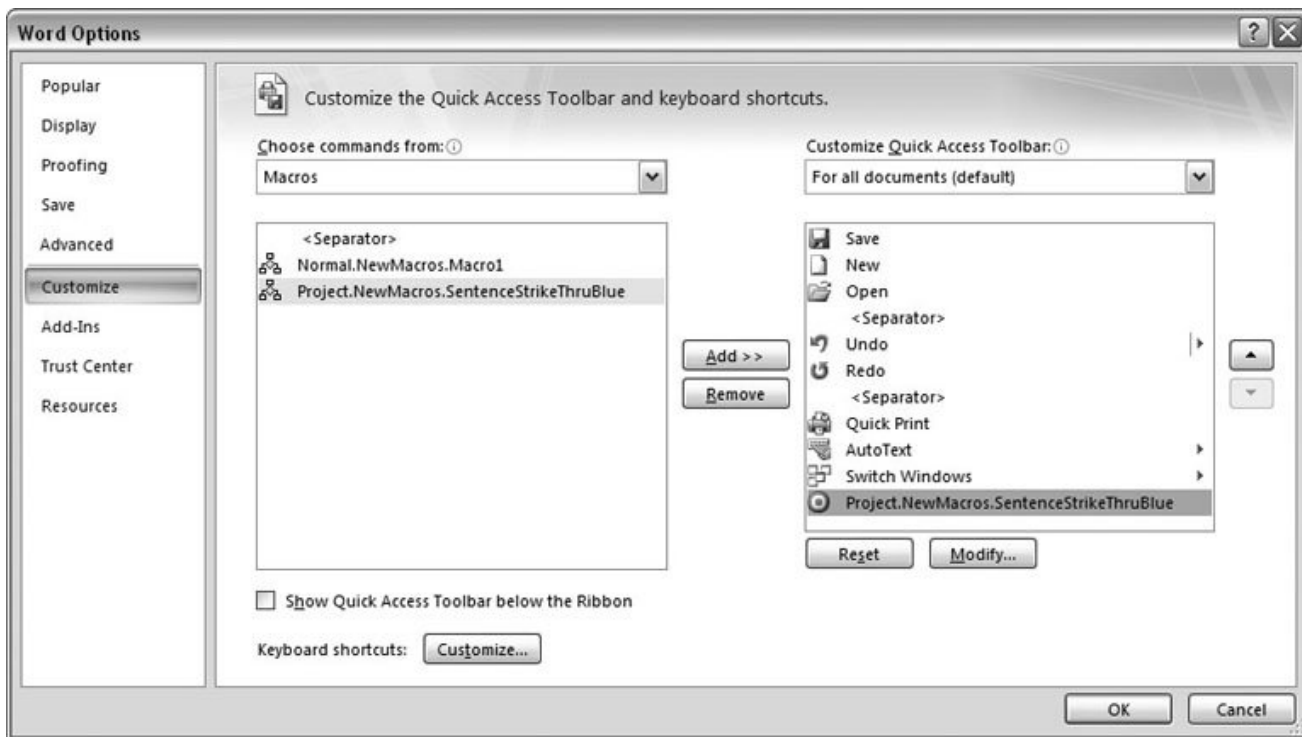 Word Options
Popular
Display
Proofing
Save
Advanced
Customize
Add-Ins
Trust Center
Resources
Customize the Quick Access Toolbar and keyboard shortcuts.
Choose commands from:
Macros
<Separator>
Normal.NewMacros.Macro1
Project.NewMacros.SentenceStrikeThruBlue
Add >>
Remove
Customize Quick Access Toolbar:
For all documents (default)
Save
New
Open
<Separator>
Undo
Redo
<Separator>
Quick Print
AutoText
Switch Windows
Project.NewMacros.SentenceStrikeThruBlue
Reset
Modify...
Show Quick Access Toolbar below the Ribbon
Keyboard shortcuts:
Customize...
OK
Cancel